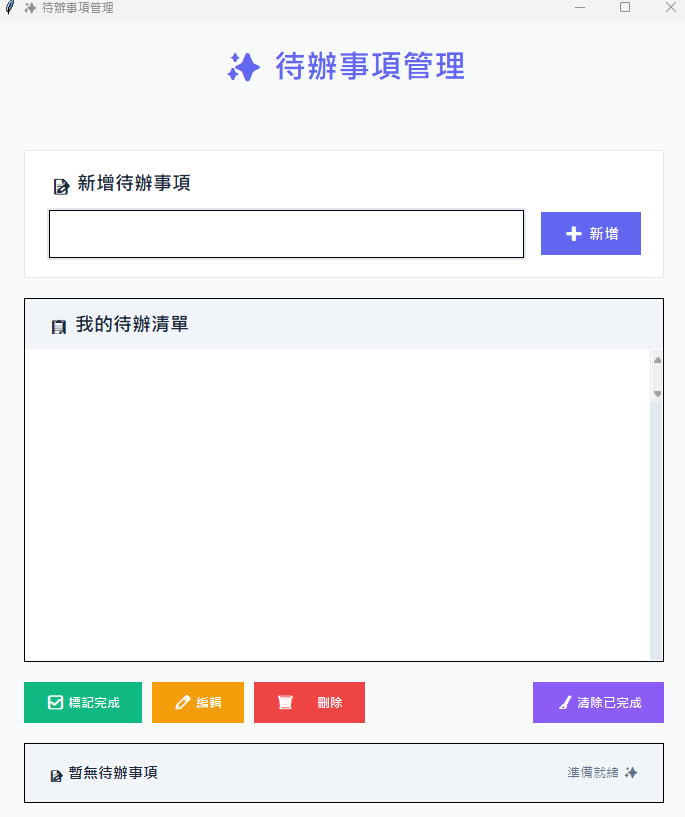 待辦事項管理
待辦事項管理
新增待辦事項
新增
我的待辦清單
標記完成
編輯
刪除
清除已完成
暫無待辦事項
準備就緒